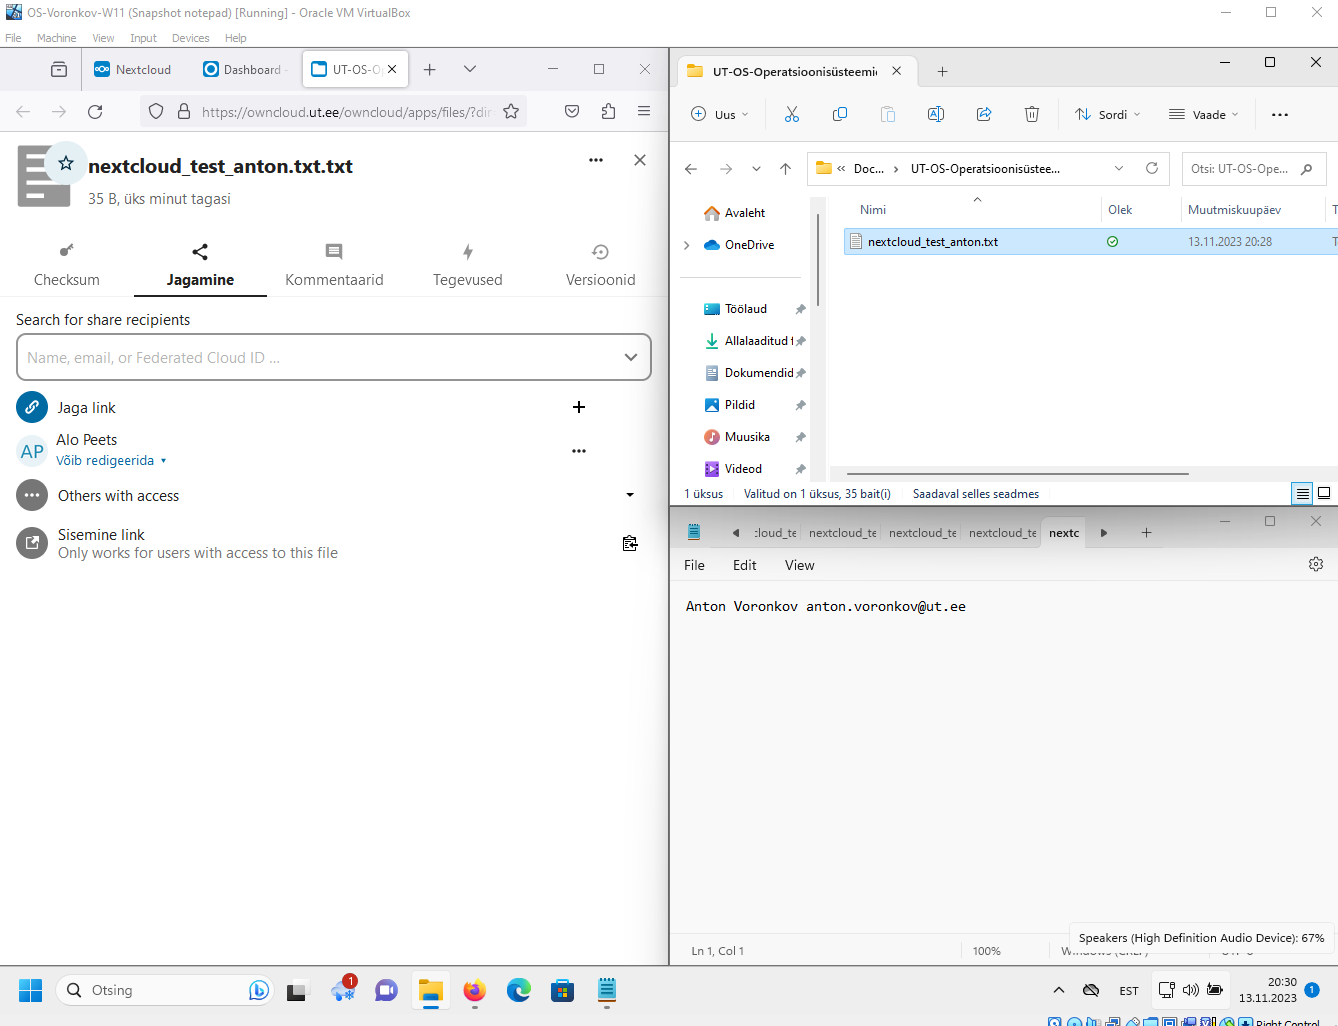 OS-Voronkov-W11 (Snapshot notepad) [Running] - Oracle VM VirtualBox
File Machine View Input Devices Help
Nextcloud
Dashboard -
UT-OS-O
https://owncloud.ut.ee/owncloud/apps/files/?dir
nextcloud_test_anton.txt.txt
35 B, üks minut tagasi
Checksum
Jagamine
Kommentaarid
Tegevused
Versioonid
Search for share recipients
Name, email, or Federated Cloud ID ...
Jaga link
AP
Alo Peets
Võib redigeerida
Others with access
Sisemine link
Only works for users with access to this file
UT-OS-Operatsioonisüsteemid
Uus
Sordi
Vaade
« Doc... › UT-OS-Operatsioonisüstee...
Otsi: UT-OS-Ope...
Avaleht
OneDrive
Töölaud
Allalaaditud f
Dokumendid
Pildid
Muusika
Videod
Nimi Olek Muutmiskuupäev T
nextcloud_test_anton.txt 13.11.2023 20:28 T
1 üksus Valitud on 1 üksus, 35 bait(i) Saadaval selles seadmes
:loud_te nextcloud_te nextcloud_te nextcloud_te nextc
File Edit View
Anton Voronkov anton.voronkov@ut.ee
Ln 1, Col 1
100%
Speakers (High Definition Audio Device): 67%
Otsing
1
EST
20:30
13.11.2023
1
Right Control